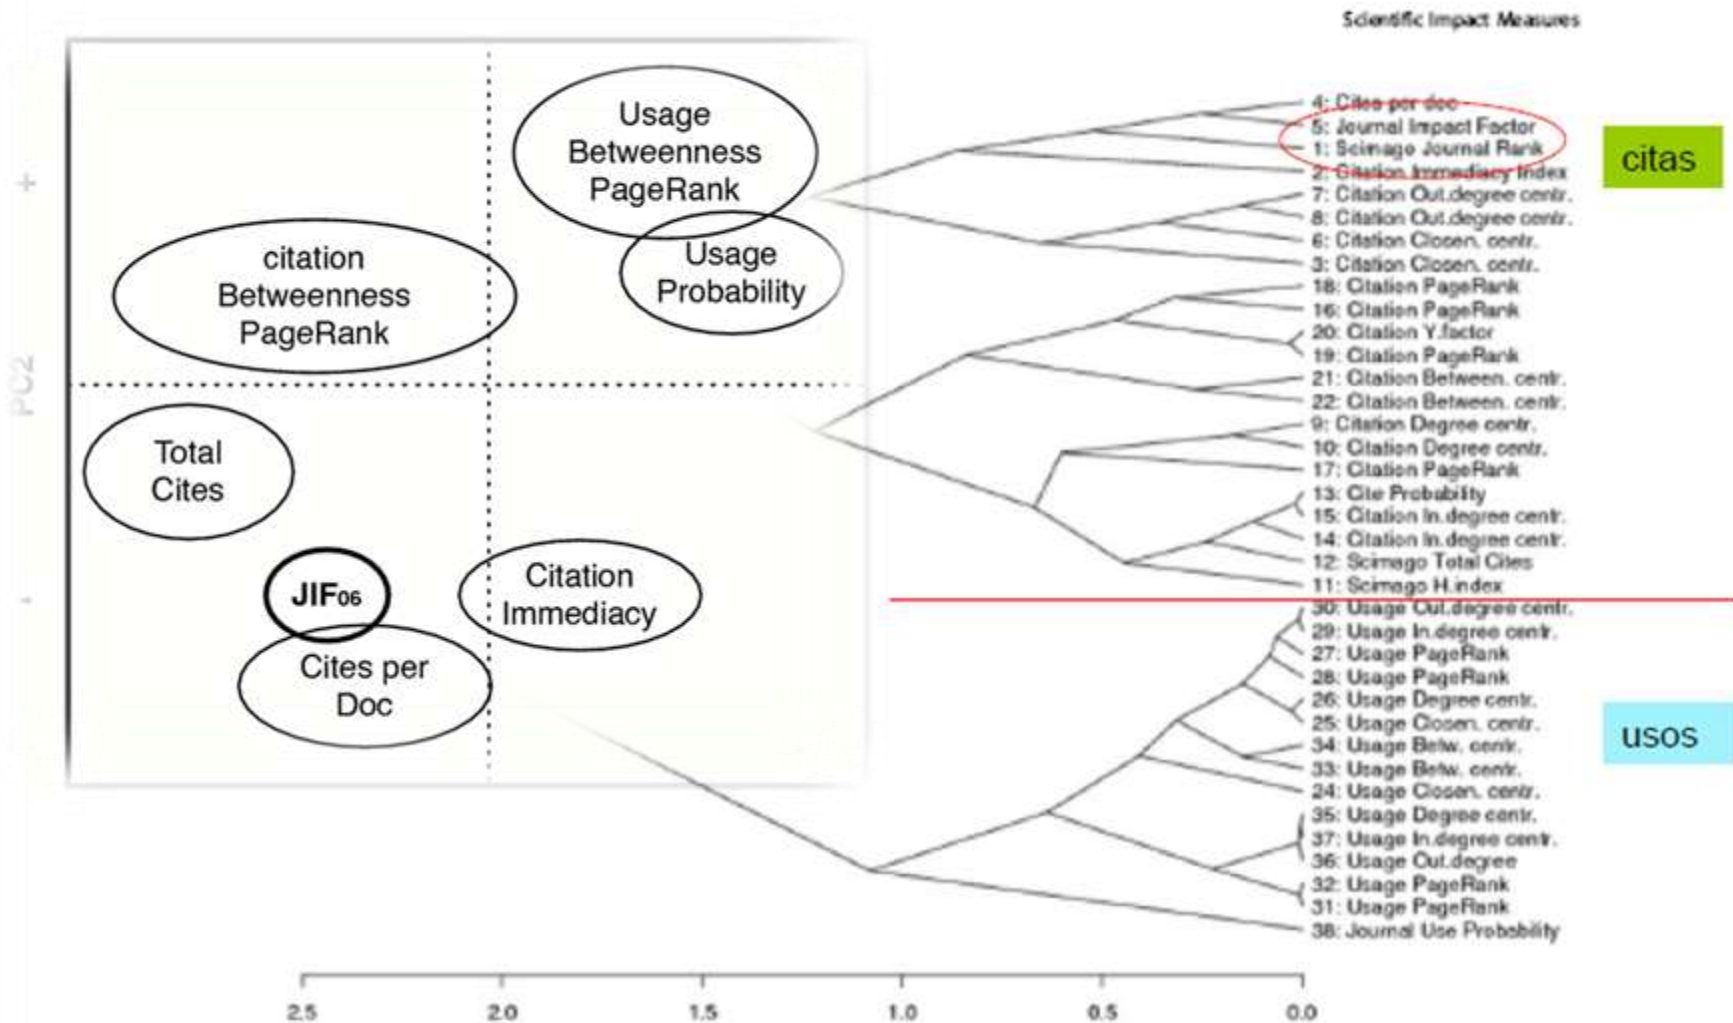 Scientific Impact Measures
+
PC2
-
Usage
Betweenness
PageRank
Usage
Probability
citation
Betweenness
PageRank
Total
Cites
JIF06
Citation
Immediacy
Cites per
Doc
4: Cites per doc
5: Journal Impact Factor
1: Scimago Journal Rank
2: Citation Immediacy Index
7: Citation Out.degree centr.
8: Citation Out.degree centr.
6: Citation Closen. centr.
3: Citation Closen. centr.
18: Citation PageRank
16: Citation PageRank
20: Citation Y.factor
19: Citation PageRank
21: Citation Between. centr.
22: Citation Between. centr.
9: Citation Degree centr.
10: Citation Degree centr.
17: Citation PageRank
13: Cite Probability
15: Citation In.degree centr.
14: Citation In.degree centr.
12: Scimago Total Cites
11: Scimago H.index
30: Usage Out.degree centr.
29: Usage In.degree centr.
27: Usage PageRank
28: Usage PageRank
26: Usage Degree centr.
25: Usage Closen. centr.
34: Usage Betw. centr.
33: Usage Betw. centr.
24: Usage Closen. centr.
35: Usage Degree centr.
37: Usage In.degree centr.
36: Usage Out.degree
32: Usage PageRank
31: Usage PageRank
38: Journal Use Probability
citas
usos
2.5 2.0 1.5 1.0 0.5 0.0